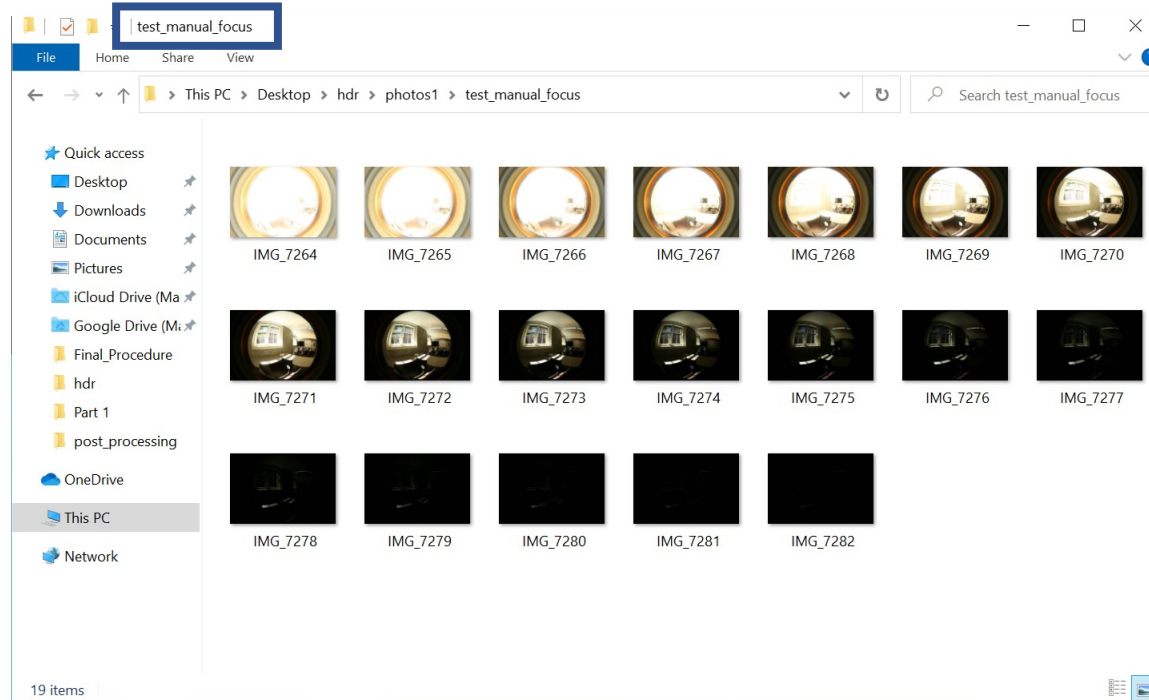 test_manual_focus
File Home Share View
This PC > Desktop > hdr > photos1 > test_manual_focus
Search test_manual_focus
Quick access
Desktop
Downloads
Documents
Pictures
iCloud Drive (Ma
Google Drive (Ma
Final_Procedure
hdr
Part 1
post_processing
OneDrive
This PC
Network
IMG_7264 IMG_7265 IMG_7266 IMG_7267 IMG_7268 IMG_7269 IMG_7270
IMG_7271 IMG_7272 IMG_7273 IMG_7274 IMG_7275 IMG_7276 IMG_7277
IMG_7278 IMG_7279 IMG_7280 IMG_7281 IMG_7282
19 items